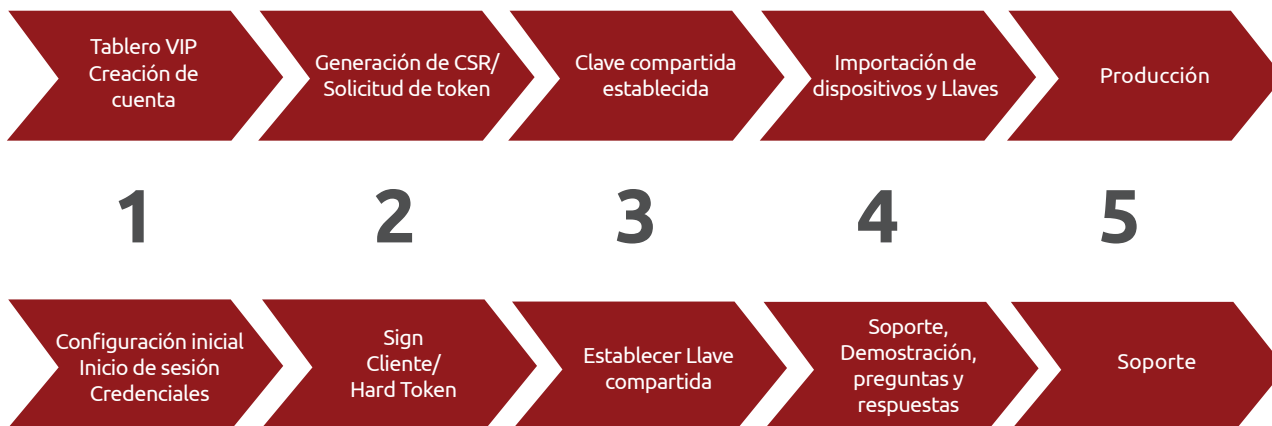 Tablero VIP
Creación de
cuenta
Generación de CSR/
Solicitud de token
Clave compartida
establecida
Importación de
dispositivos y Llaves
Producción
1
2
3
4
5
Configuración inicial
Inicio de sesión
Credenciales
Sign
Cliente/
Hard Token
Establecer Llave
compartida
Soporte,
Demostración,
preguntas y
respuestas
Soporte